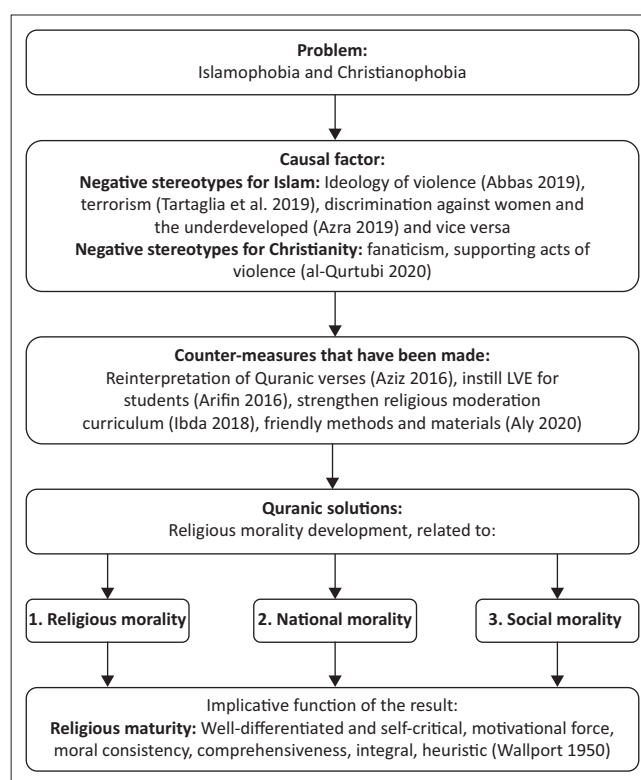 Problem:
Islamophobia and Christianophobia
Causal factor:
Negative stereotypes for Islam: Ideology of violence (Abbas 2019),
terrorism (Tartaglia et al. 2019), discrimination against women and
the underdeveloped (Azra 2019) and vice versa
Negative stereotypes for Christianity: fanaticism, supporting acts of
violence (al-Qurtubi 2020)
Counter-measures that have been made:
Reinterpretation of Quranic verses (Aziz 2016), instill LVE for
students (Arifin 2016), strengthen religious moderation
curriculum (Ibda 2018), friendly methods and materials (Aly 2020)
Quranic solutions:
Religious morality development, related to:
1. Religious morality
2. National morality
3. Social morality
Implicative function of the result:
Religious maturity: Well-differentiated and self-critical, motivational force,
moral consistency, comprehensiveness, integral, heuristic (Wallport 1950)